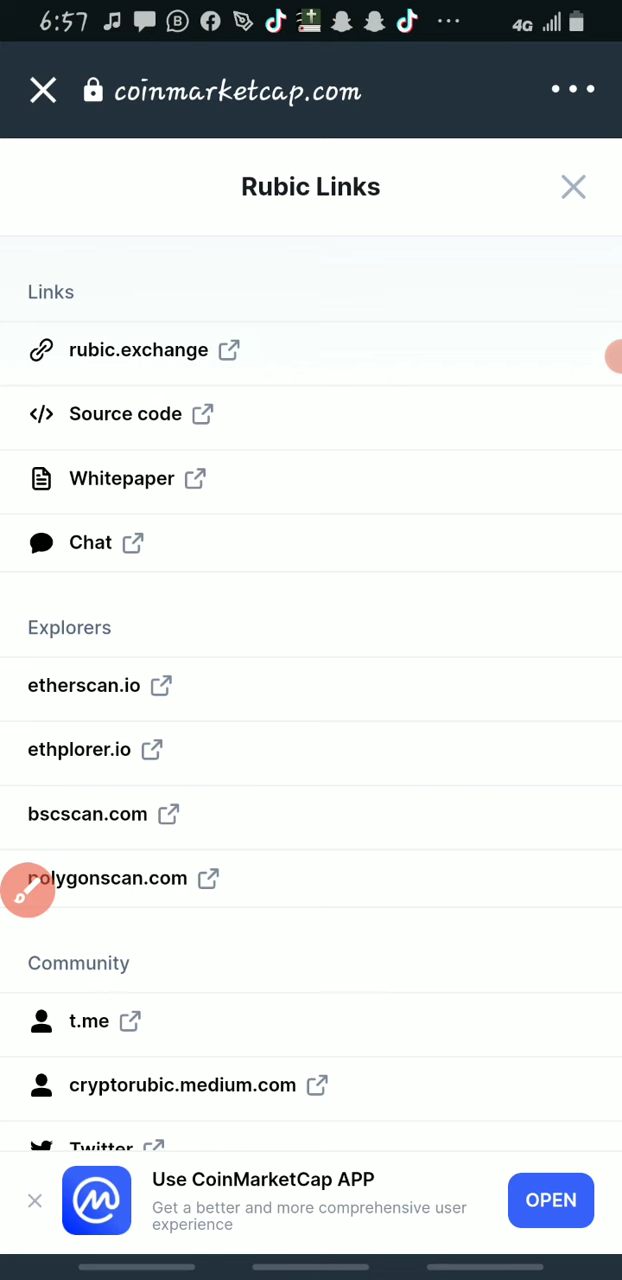 6:57 4G
coinmarketcap.com
Rubic Links
Links
rubic.exchange
Source code
Whitepaper
Chat
Explorers
etherscan.io
ethplorer.io
bscscan.com
polygonscan.com
Community
t.me
cryptorubic.medium.com
Twitter
Use CoinMarketCap APP
Get a better and more comprehensive user
experience
OPEN